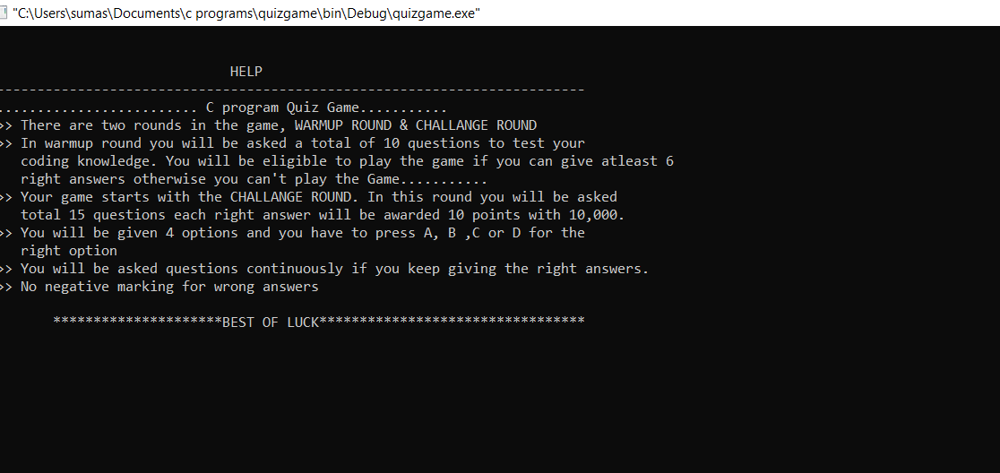 "C:\Users\sumas\Documents\c programs\quizgame\bin\Debug\quizgame.exe"
HELP
-------------------------------------------------------------------------
......................... C program Quiz Game...........
>> There are two rounds in the game, WARMUP ROUND & CHALLANGE ROUND
>> In warmup round you will be asked a total of 10 questions to test your
coding knowledge. You will be eligible to play the game if you can give atleast 6
right answers otherwise you can't play the Game...........
>> Your game starts with the CHALLANGE ROUND. In this round you will be asked
total 15 questions each right answer will be awarded 10 points with 10,000.
>> You will be given 4 options and you have to press A, B ,C or D for the
right option
>> You will be asked questions continuously if you keep giving the right answers.
>> No negative marking for wrong answers
*********************BEST OF LUCK*********************************